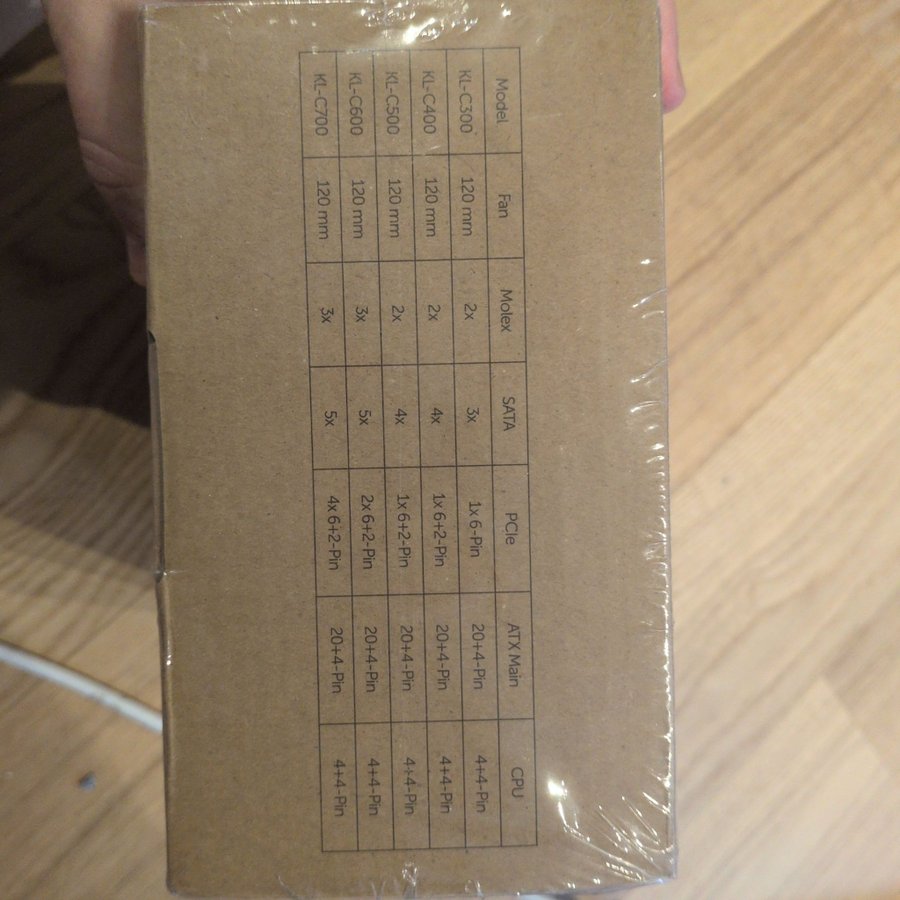 Model Fan Molex SATA PCIe ATX Main CPU
KL-C300 120 mm 2x 3x 1x 6-Pin 20+4-Pin 4+4-Pin
KL-C400 120 mm 2x 4x 1x 6+2-Pin 20+4-Pin 4+4-Pin
KL-C500 120 mm 2x 4x 1x 6+2-Pin 20+4-Pin 4+4-Pin
KL-C600 120 mm 3x 5x 2x 6+2-Pin 20+4-Pin 4+4-Pin
KL-C700 120 mm 3x 5x 4x 6+2-Pin 20+4-Pin 4+4-Pin